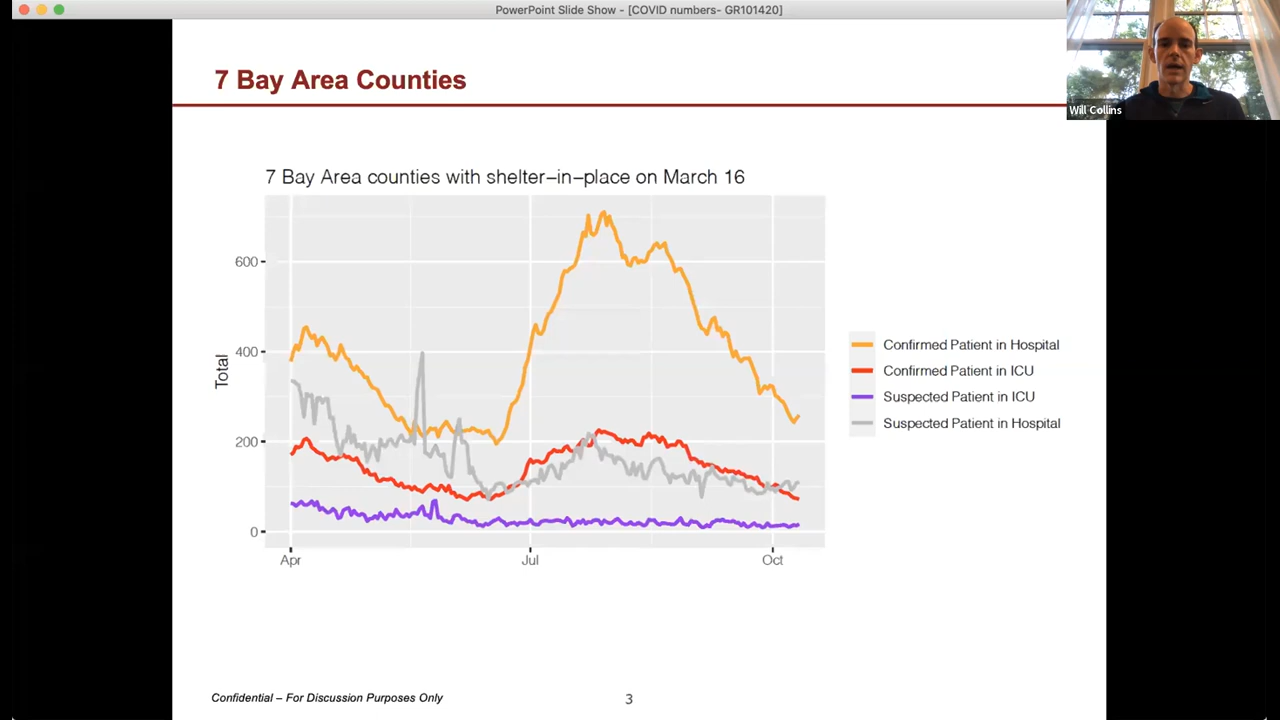 PowerPoint Slide Show - [COVID numbers- GR101420]
Will Collins
7 Bay Area Counties
7 Bay Area counties with shelter−in−place on March 16
Total
600
400
200
0
Apr
Jul
Oct
Confirmed Patient in Hospital
Confirmed Patient in ICU
Suspected Patient in ICU
Suspected Patient in Hospital
Confidential – For Discussion Purposes Only
3